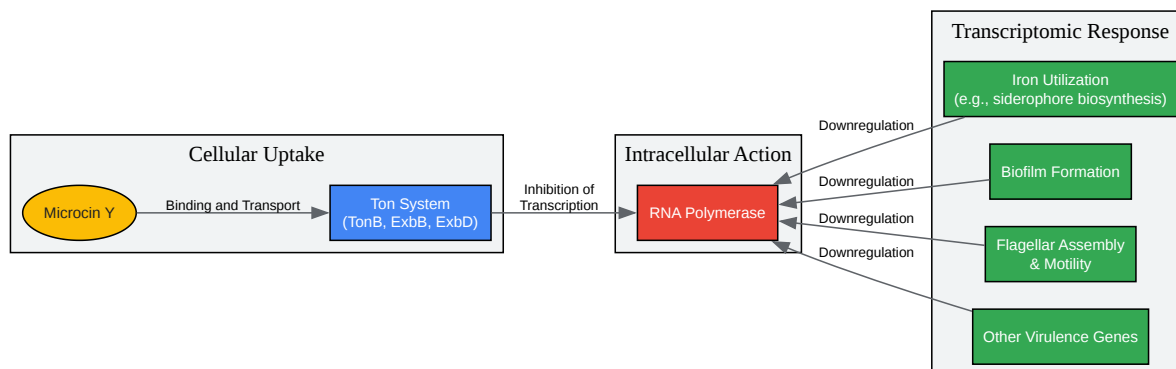 Cellular Uptake
Microcin Y
Binding and Transport
Ton System
(TonB, ExbB, ExbD)
Inhibition of
Transcription
Intracellular Action
RNA Polymerase
Downregulation
Downregulation
Downregulation
Downregulation
Transcriptomic Response
Iron Utilization
(e.g., siderophore biosynthesis)
Biofilm Formation
Flagellar Assembly
& Motility
Other Virulence Genes